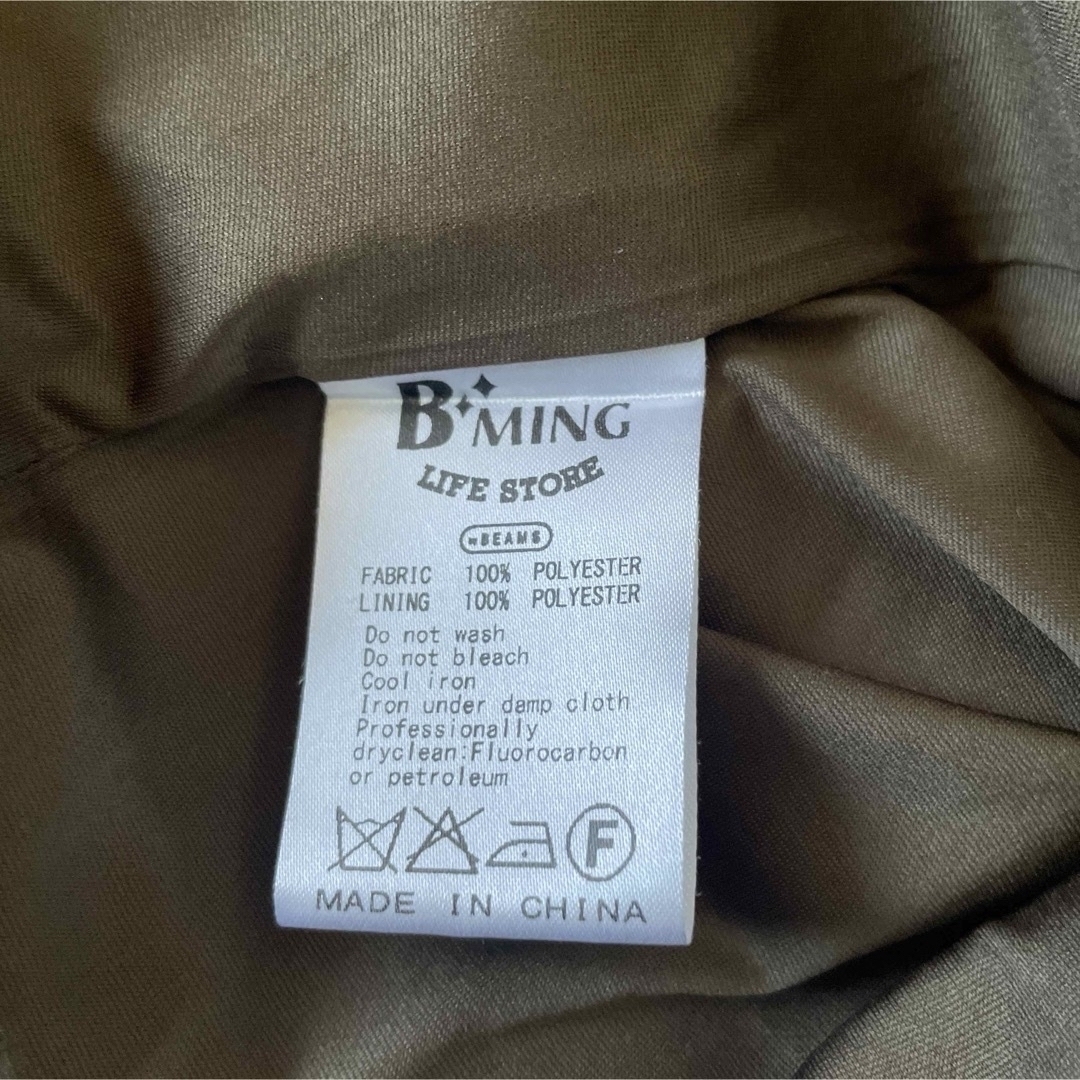 B MING
LIFE STORE
BEAMS
FABRIC 100% POLYESTER
LINING 100% POLYESTER
Do not wash
Do not bleach
Cool iron
Iron under damp cloth
Professionally
dryclean:Fluorocarbon
or petroleum
F
MADE IN CHINA